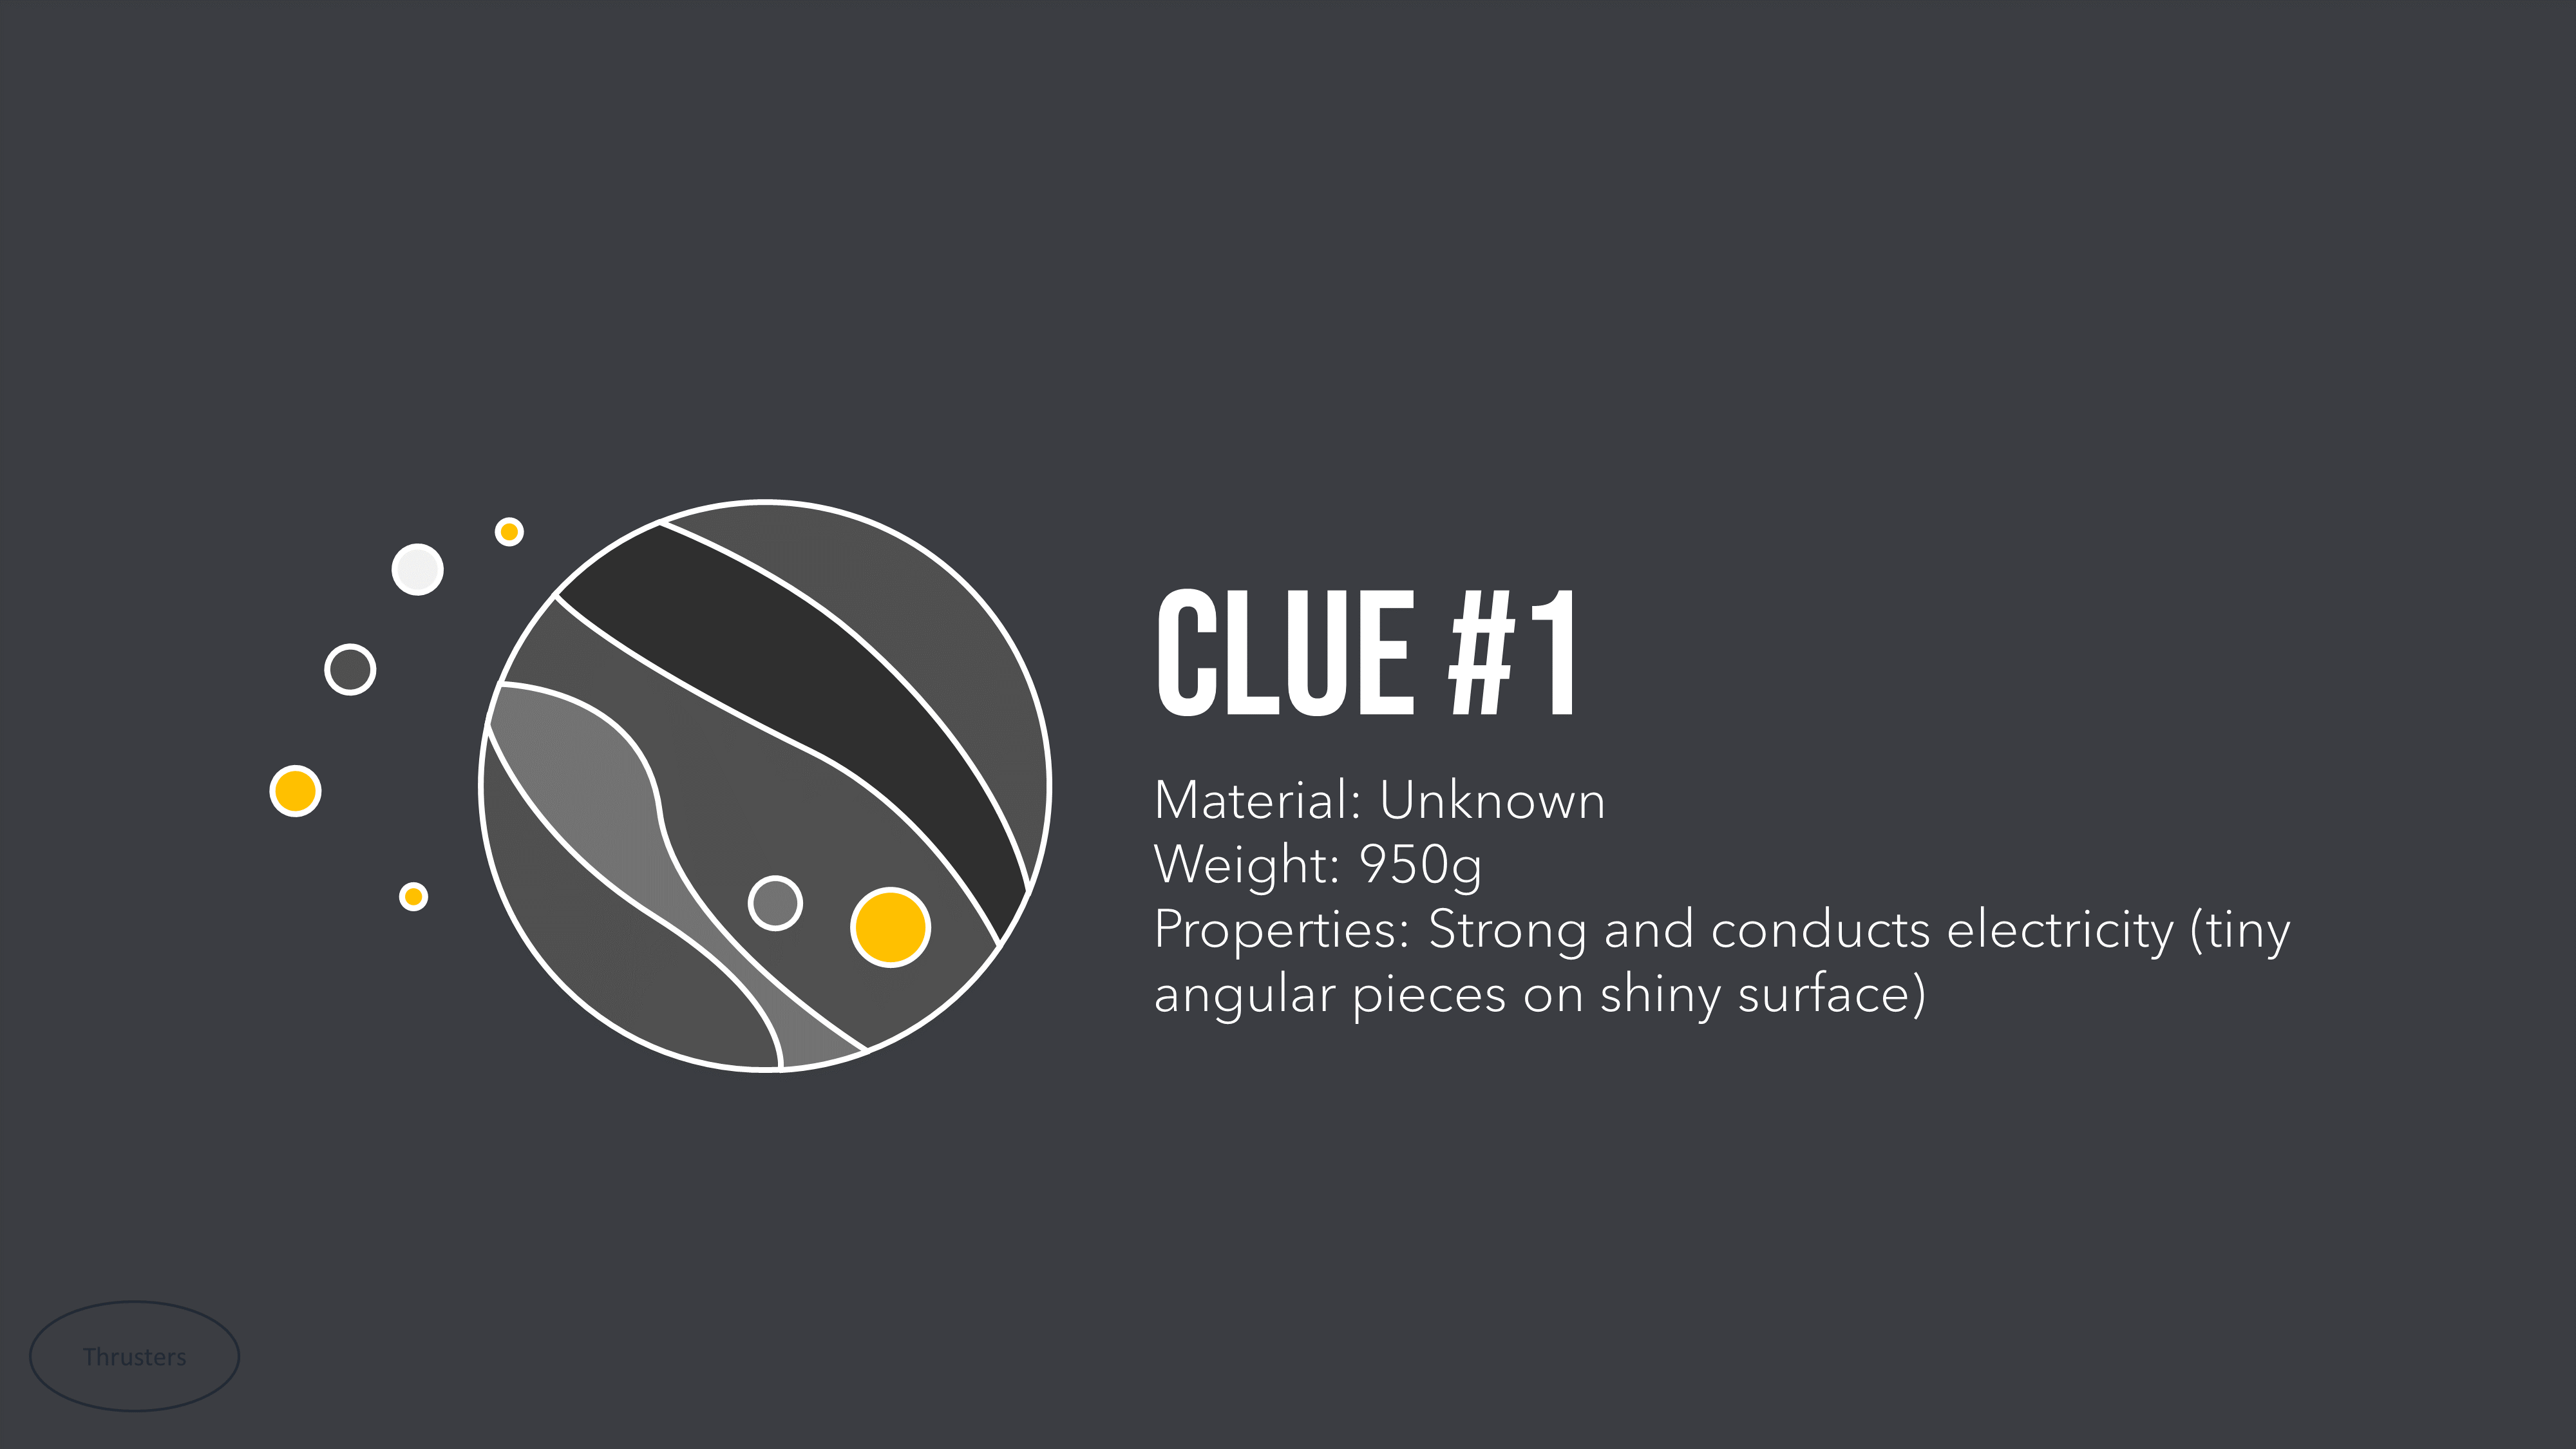 CLUE #1
Material: Unknown
Weight: 950g
Properties: Strong and conducts electricity (tiny
angular pieces on shiny surface)
Thrusters